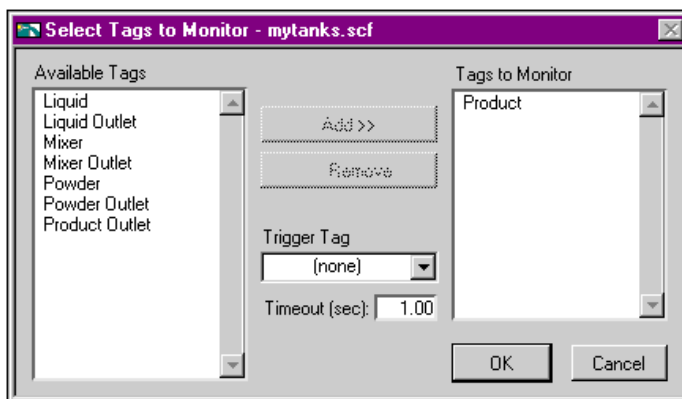 Select Tags to Monitor - mytanks.scf
Available Tags
Liquid
Liquid Outlet
Mixer
Mixer Outlet
Powder
Powder Outlet
Product Outlet
Add >>
Remove
Trigger Tag
(none)
Timeout (sec): 1.00
Tags to Monitor
Product
OK
Cancel